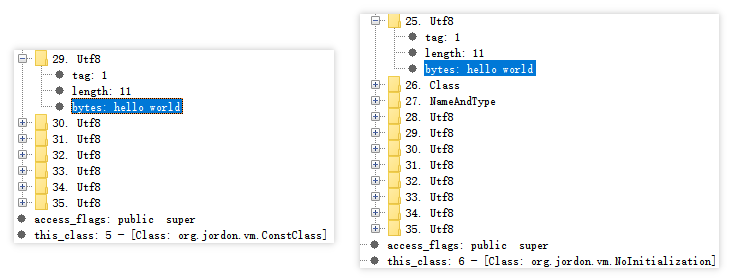 29. Utf8
tag: 1
length: 11
bytes: hello world
30. Utf8
31. Utf8
32. Utf8
33. Utf8
34. Utf8
35. Utf8
access_flags: public super
this_class: 5 - [Class: org.jordon.vm.ConstClass]
25. Utf8
tag: 1
length: 11
bytes: hello world
26. Class
27. NameAndType
28. Utf8
29. Utf8
30. Utf8
31. Utf8
32. Utf8
33. Utf8
34. Utf8
35. Utf8
access_flags: public super
this_class: 6 - [Class: org.jordon.vm.NoInitialization]